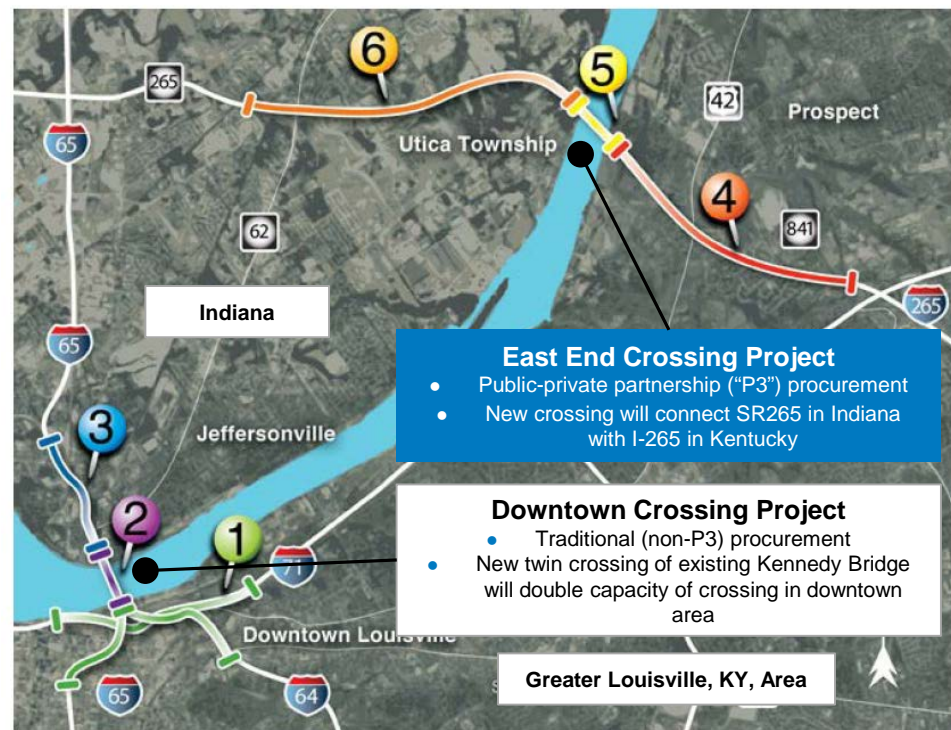 6
265
5
42
Prospect
65
Utica Township
4
62
841
Indiana
265
65
East End Crossing Project
● Public-private partnership (“P3”) procurement
● New crossing will connect SR265 in Indiana
with I-265 in Kentucky
3
Jeffersonville
Downtown Crossing Project
● Traditional (non-P3) procurement
● New twin crossing of existing Kennedy Bridge
will double capacity of crossing in downtown
area
2
1
71
Downtown Louisville
65
64
Greater Louisville, KY, Area